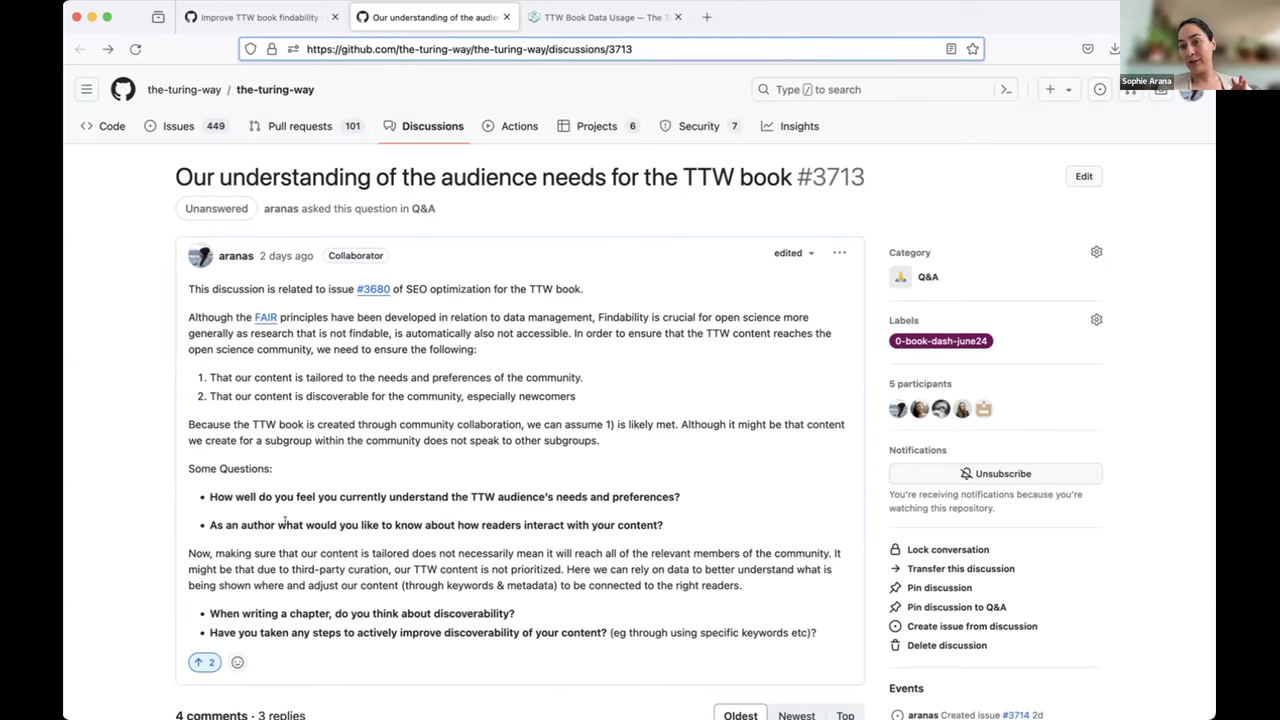 Improve TTW book findability
Our understanding of the audie
TTW Book Data Usage — The T
https://github.com/the-turing-way/the-turing-way/discussions/3713
Sophie Arana
the-turing-way / the-turing-way
Type / to search
Code
Issues 449
Pull requests 101
Discussions
Actions
Projects 6
Security 7
Insights
Our understanding of the audience needs for the TTW book #3713
Edit
Unanswered aranas asked this question in Q&A
aranas 2 days ago Collaborator
edited
This discussion is related to issue #3680 of SEO optimization for the TTW book.
Although the FAIR principles have been developed in relation to data management, Findability is crucial for open science more
generally as research that is not findable, is automatically also not accessible. In order to ensure that the TTW content reaches the
open science community, we need to ensure the following:
1. That our content is tailored to the needs and preferences of the community.
2. That our content is discoverable for the community, especially newcomers
Because the TTW book is created through community collaboration, we can assume 1) is likely met. Although it might be that content
we create for a subgroup within the community does not speak to other subgroups.
Some Questions:
• How well do you feel you currently understand the TTW audience's needs and preferences?
• As an author what would you like to know about how readers interact with your content?
Now, making sure that our content is tailored does not necessarily mean it will reach all of the relevant members of the community. It
might be that due to third-party curation, our TTW content is not prioritized. Here we can rely on data to better understand what is
being shown where and adjust our content (through keywords & metadata) to be connected to the right readers.
• When writing a chapter, do you think about discoverability?
• Have you taken any steps to actively improve discoverability of your content? (eg through using specific keywords etc)?
2
4 comments · 3 replies
Oldest
Newest
Top
Category
Q&A
Labels
0-book-dash-june24
5 participants
Notifications
Unsubscribe
You're receiving notifications because you're
watching this repository.
Lock conversation
Transfer this discussion
Pin discussion
Pin discussion to Q&A
Create issue from discussion
Delete discussion
Events
aranas Created issue #3714 2d